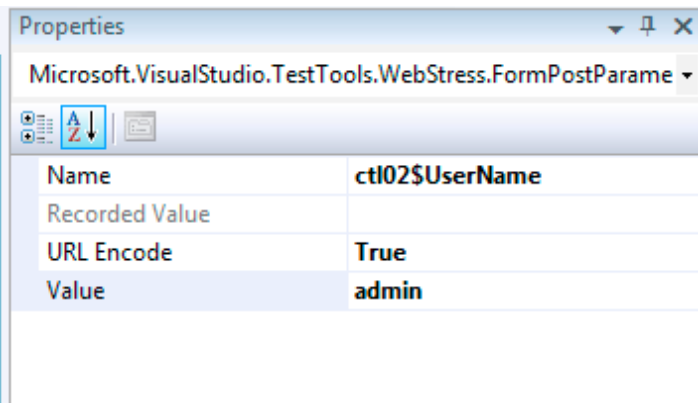 Properties
Microsoft.VisualStudio.TestTools.WebStress.FormPostParame
A
Z
Name ctl02$UserName
Recorded Value
URL Encode True
Value admin